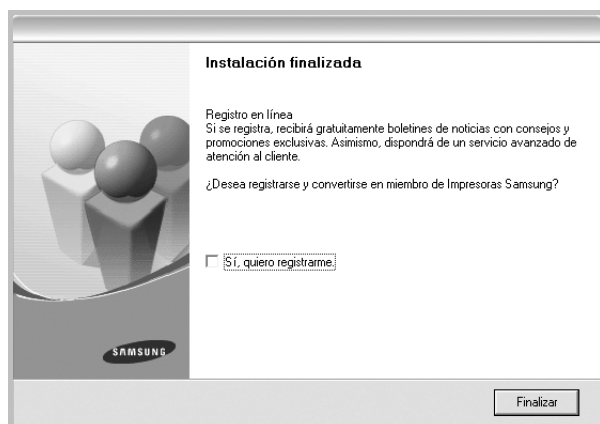 Instalación finalizada
Registro en línea
Si se registra, recibirá gratuitamente boletines de noticias con consejos y
promociones exclusivas. Asimismo, dispondrá de un servicio avanzado de
atención al cliente.
¿Desea registrarse y convertirse en miembro de Impresoras Samsung?
Sí, quiero registrarme.
SAMSUNG
Finalizar